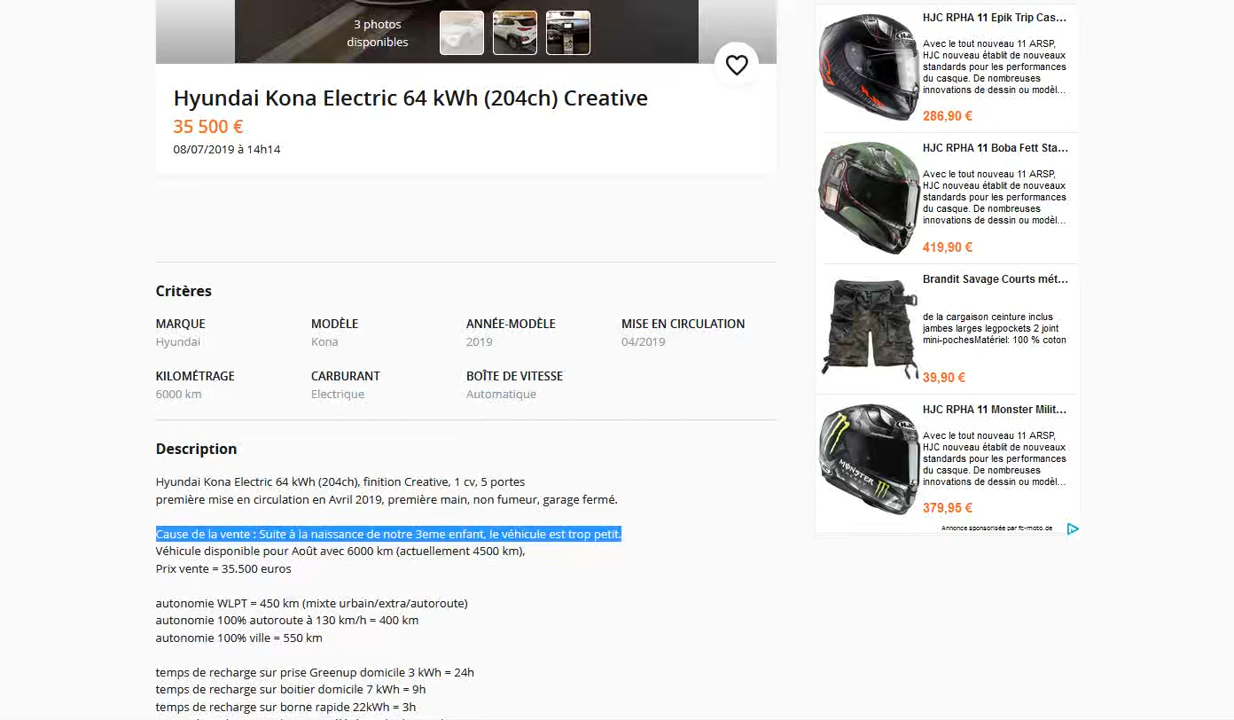 3 photos
disponibles
Hyundai Kona Electric 64 kWh (204ch) Creative
35 500 €
08/07/2019 à 14h14
Critères
MARQUE
Hyundai
MODÈLE
Kona
ANNÉE-MODÈLE
2019
MISE EN CIRCULATION
04/2019
KILOMÉTRAGE
6000 km
CARBURANT
Electrique
BOÎTE DE VITESSE
Automatique
Description
Hyundai Kona Electric 64 kWh (204ch), finition Creative, 1 cv, 5 portes
première mise en circulation en Avril 2019, première main, non fumeur, garage fermé.
Cause de la vente : Suite à la naissance de notre 3eme enfant, le véhicule est trop petit.
Véhicule disponible pour Août avec 6000 km (actuellement 4500 km),
Prix vente = 35.500 euros
autonomie WLPT = 450 km (mixte urbain/extra/autoroute)
autonomie 100% autoroute à 130 km/h = 400 km
autonomie 100% ville = 550 km
temps de recharge sur prise Greenup domicile 3 kWh = 24h
temps de recharge sur boitier domicile 7 kWh = 9h
temps de recharge sur borne rapide 22kWh = 3h
HJC RPHA 11 Epik Trip Cas...
Avec le tout nouveau 11 ARSP,
HJC nouveau établit de nouveaux
standards pour les performances
du casque. De nombreuses
innovations de dessin ou modèl...
286,90 €
HJC RPHA 11 Boba Fett Sta...
Avec le tout nouveau 11 ARSP,
HJC nouveau établit de nouveaux
standards pour les performances
du casque. De nombreuses
innovations de dessin ou modèl...
419,90 €
Brandit Savage Courts mét...
de la cargaison ceinture inclus
jambes larges legpockets 2 joint
mini-pochesMatériel: 100 % coton
39,90 €
HJC RPHA 11 Monster Milit...
Avec le tout nouveau 11 ARSP,
HJC nouveau établit de nouveaux
standards pour les performances
du casque. De nombreuses
innovations de dessin ou modèl...
379,95 €
MONSTER
Annonce sponsorisée par fc-moto.de